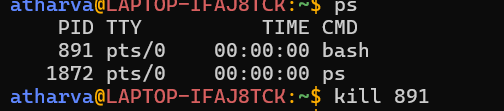 atharva@LAPTOP-IFAJ8TCK:~$ ps
    PID TTY          TIME CMD
    891 pts/0    00:00:00 bash
   1872 pts/0    00:00:00 ps
atharva@LAPTOP-IFAJ8TCK:~$ kill 891